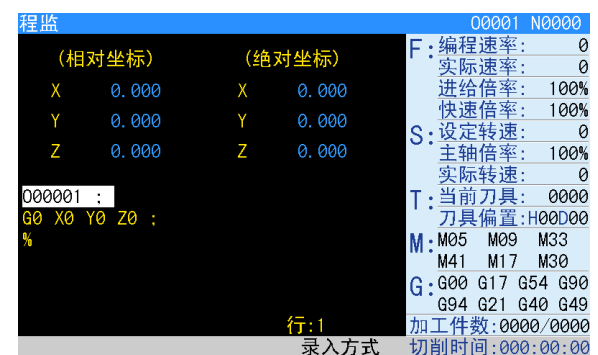 程监 O0001 N0000
(相对坐标) (绝对坐标)
X 0.000 X 0.000
Y 0.000 Y 0.000
Z 0.000 Z 0.000
O00001 ;
G0 X0 Y0 Z0 ;
%
行:1
录入方式
F:编程速率: 0
实际速率: 0
进给倍率: 100%
快速倍率: 100%
S:设定转速: 0
主轴倍率: 100%
实际转速: 0
T:当前刀具: 0000
刀具偏置:H00D00
M:M05 M09 M33
M41 M17 M30
G:G00 G17 G54 G90
G94 G21 G40 G49
加工件数:0000/0000
切削时间:000:00:00